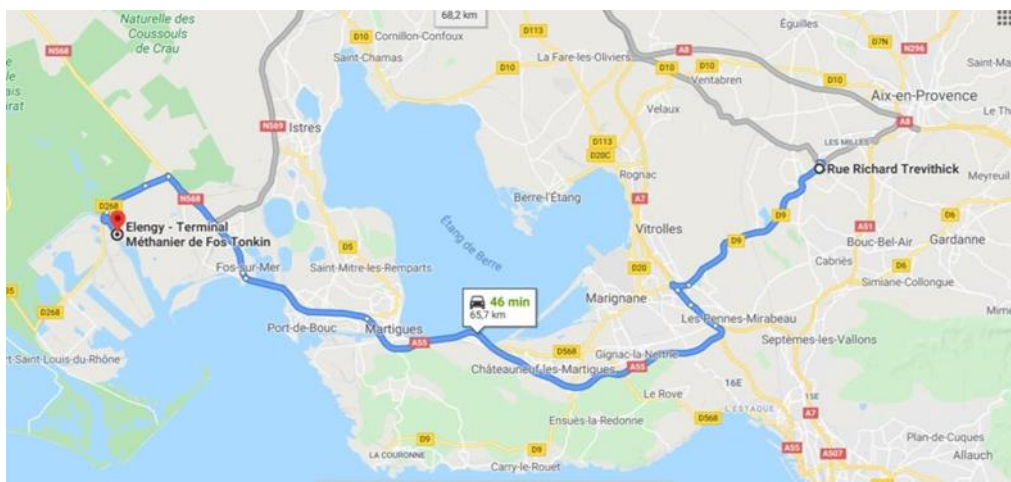 68,2 km
Naturelle des
Coussouls
de Crau
N568
D10
Cornillon-Confoux
Saint-Chamas
D113
La Fare-les-Oliviers
D10
D10
A8
Ventabren
Éguilles
D7N
N296
D10
Aix-en-Provence
A8
LES MILLES
Velaux
N569
Istres
D113
D20C
Rognac
Berre-l'Étang
A7
Étang de Berre
Vitrolles
Rue Richard Trevithick
Meyreuil
D9
D9
A51
D6
Bouc-Bel-Air
Gardanne
Cabriès
D6
Simiane-Collongue
N568
D268
Elengy - Terminal
Méthanier de Fos Tonkin
Fos-sur-Mer
D5
Saint-Mitre-les-Remparts
D20
Marignane
46 min
65,7 km
D268
Port-de-Bouc
Martigues
A55
Les Pennes-Mirabeau
Septèmes-les-Vallons
D568
Gignac-la-Nerthe
Châteauneuf-les-Martigues
A55
Le Rove
16E
L'ESTAQUE
15E
D568
A7
Ensuès-la-Redonne
D9
D9
LA COURONNE
Carry-le-Rouet
A55
A507
Plan-de-Cuques
Allauch